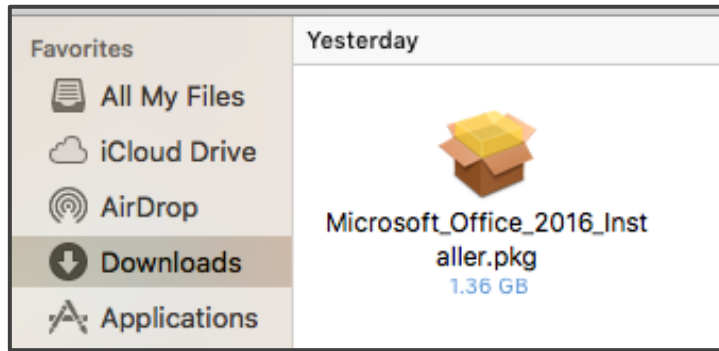 Favorites
All My Files
iCloud Drive
AirDrop
Downloads
Applications
Yesterday
Microsoft_Office_2016_Inst
aller.pkg
1.36 GB